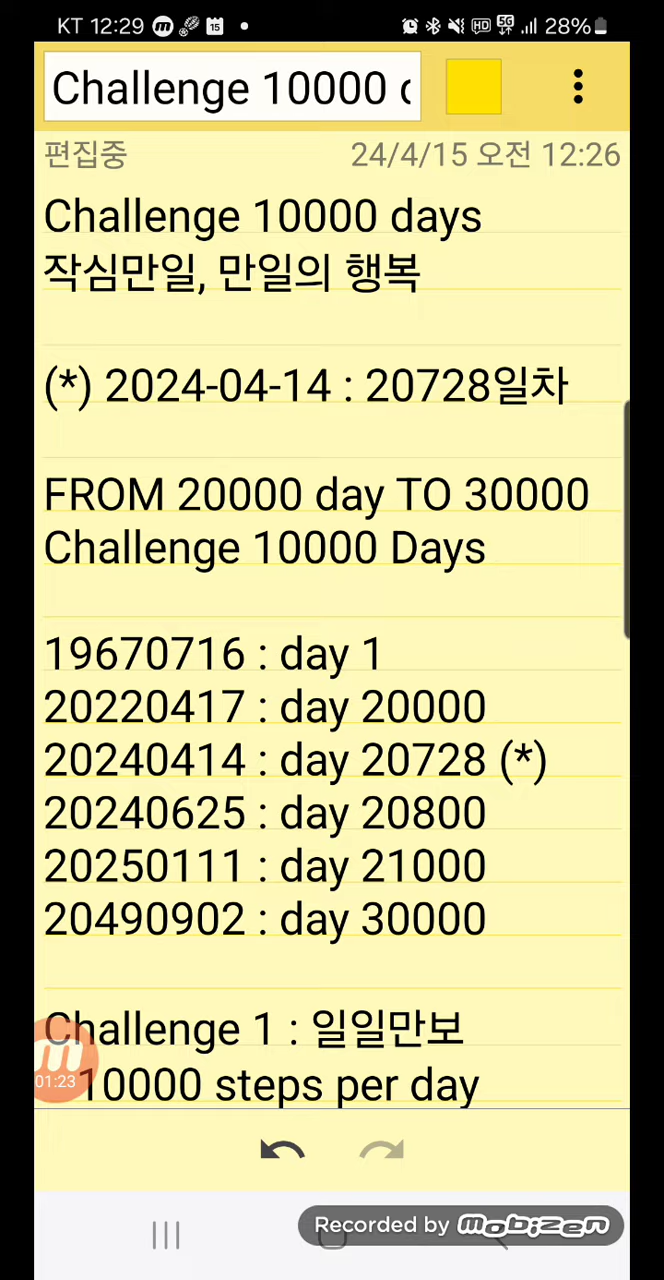 KT 12:29 15 HD 5G 28%
Challenge 10000
편집중 24/4/15 오전 12:26
Challenge 10000 days
작심만일, 만일의 행복
(*) 2024-04-14 : 20728일차
FROM 20000 day TO 30000
Challenge 10000 Days
19670716 : day 1
20220417 : day 20000
20240414 : day 20728 (*)
20240625 : day 20800
20250111 : day 21000
20490902 : day 30000
Challenge 1 : 일일만보
10000 steps per day
01:23
Recorded by mobizen